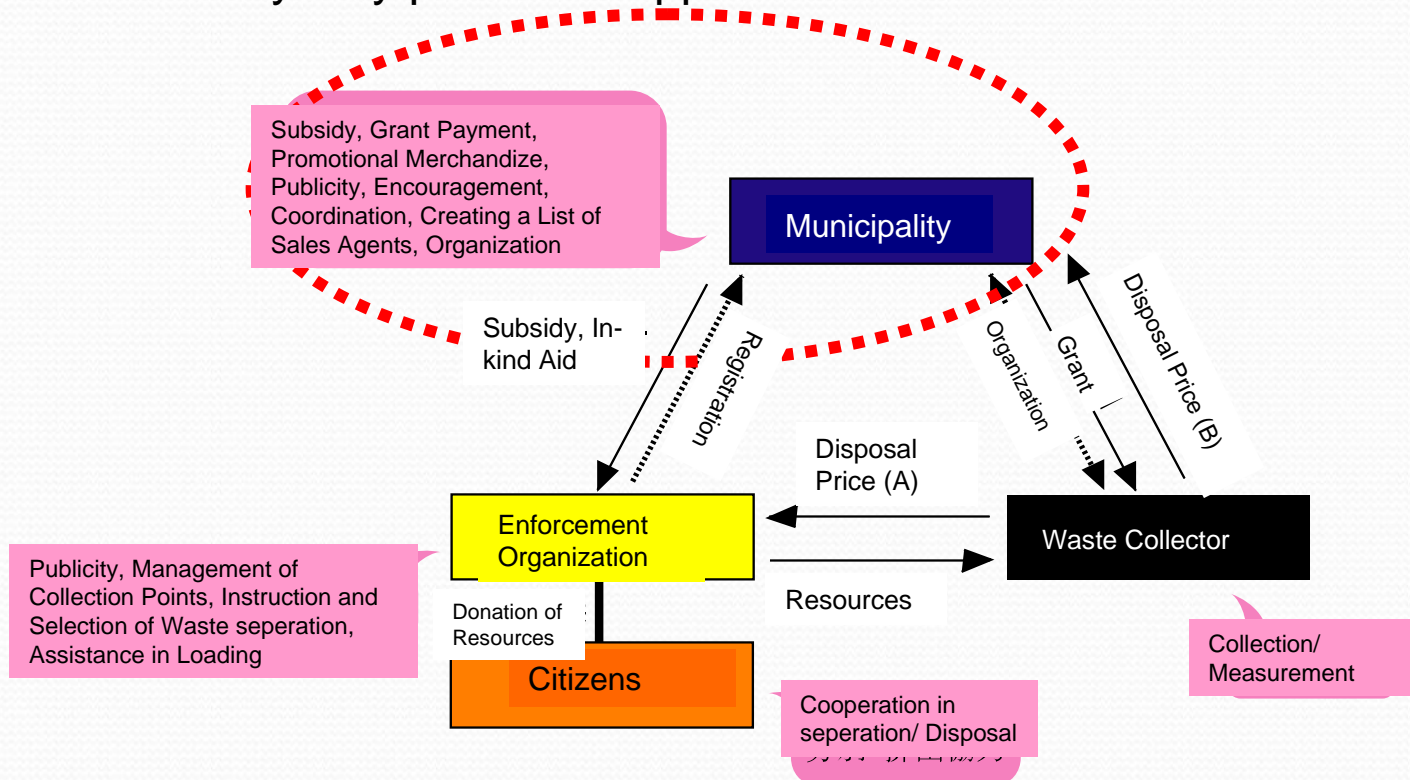 Subsidy, Grant Payment,
Promotional Merchandize,
Publicity, Encouragement,
Coordination, Creating a List of
Sales Agents, Organization
Municipality
Subsidy, In-
kind Aid
Registration
Organization
Grant
Disposal Price (B)
Disposal
Price (A)
Enforcement
Organization
Waste Collector
Resources
Publicity, Management of
Collection Points, Instruction and
Selection of Waste seperation,
Assistance in Loading
Donation of
Resources
Citizens
Collection/
Measurement
Cooperation in
seperation/ Disposal